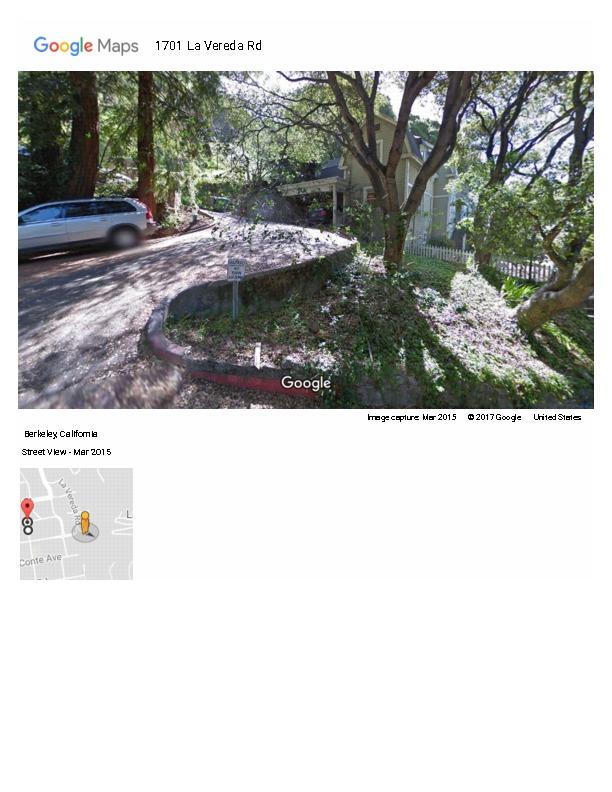 Google Maps 1701 La Vereda Rd
Google
Image capture: Mar 2015 © 2017 Google United States
Berkeley, California
Street View - Mar 2015
La Vereda Rd
L
Conte Ave